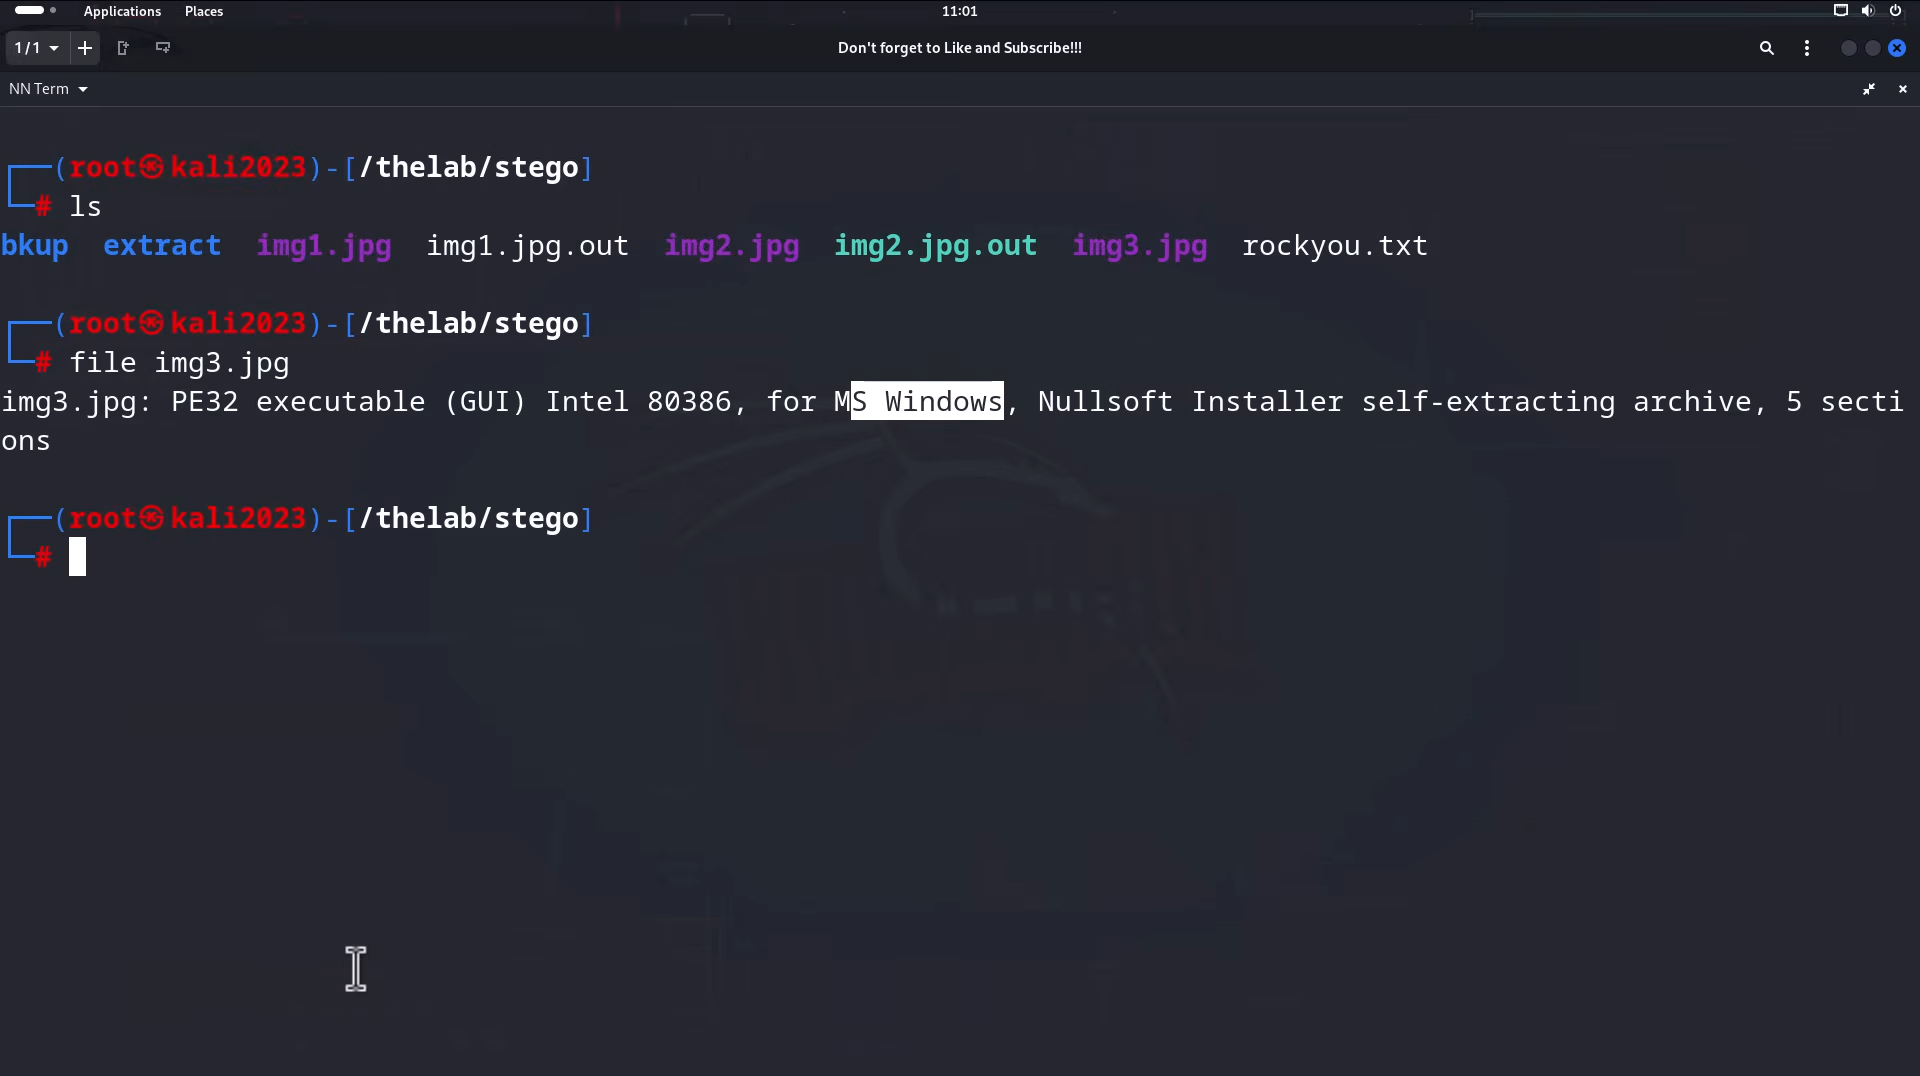 Applications Places 11:01
1/1 Don't forget to Like and Subscribe!!!
NN Term
┌──(root㉿kali2023)-[/thelab/stego]
└─# ls
bkup extract img1.jpg img1.jpg.out img2.jpg img2.jpg.out img3.jpg rockyou.txt
┌──(root㉿kali2023)-[/thelab/stego]
└─# file img3.jpg
img3.jpg: PE32 executable (GUI) Intel 80386, for MS Windows, Nullsoft Installer self-extracting archive, 5 secti
ons
┌──(root㉿kali2023)-[/thelab/stego]
└─#